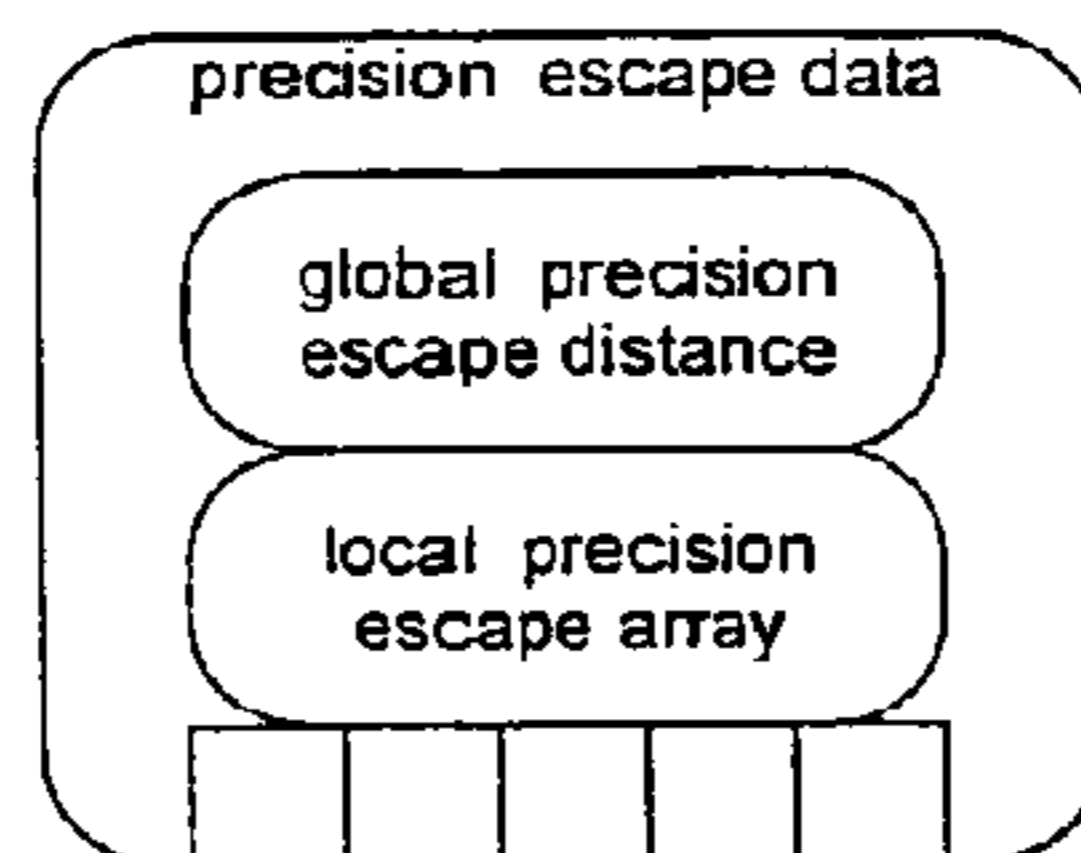 precision escape data
global precision
escape distance
local precision
escape array